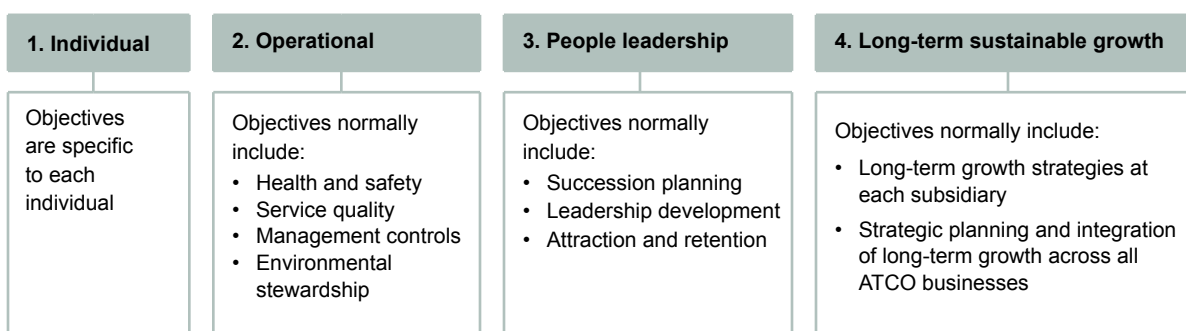 1. Individual
Objectives
are specific
to each
individual
2. Operational
Objectives normally
include:
• Health and safety
• Service quality
• Management controls
• Environmental
stewardship
3. People leadership
Objectives normally
include:
• Succession planning
• Leadership development
• Attraction and retention
4. Long-term sustainable growth
Objectives normally include:
• Long-term growth strategies at
each subsidiary
• Strategic planning and integration
of long-term growth across all
ATCO businesses